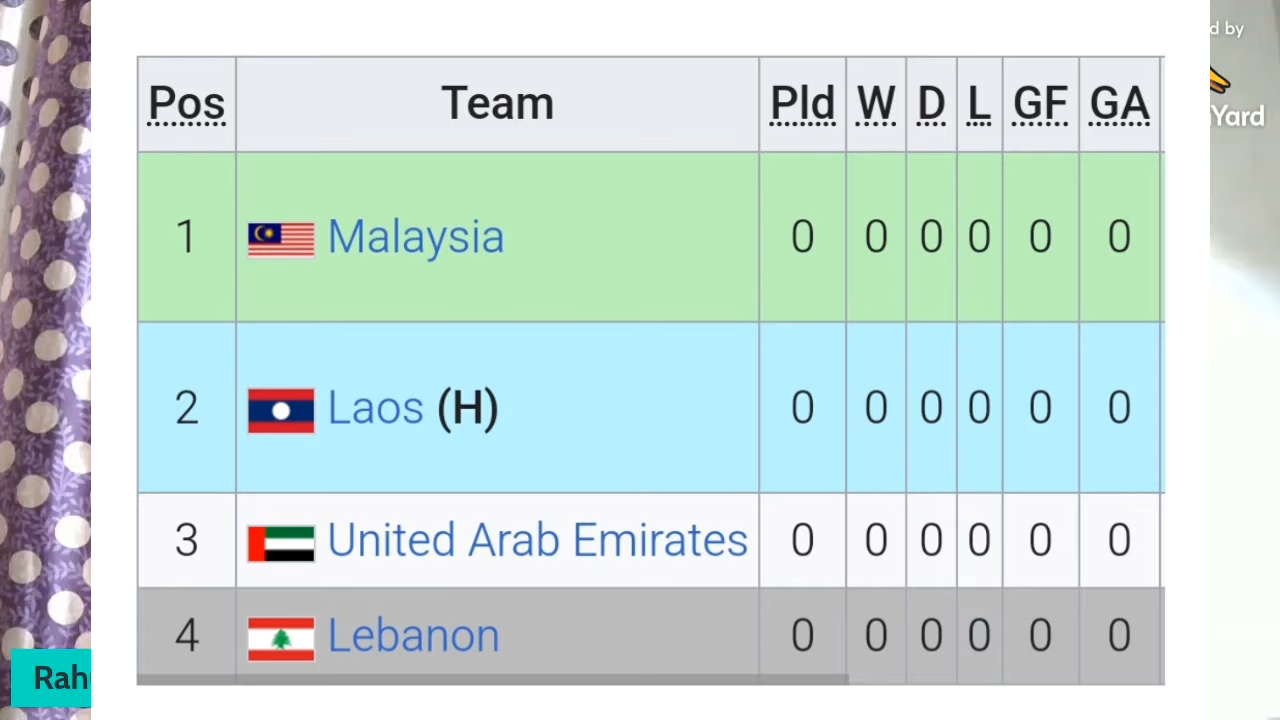 d by
Yard
Pos Team Pld W D L GF GA
1 Malaysia 0 0 0 0 0 0
2 Laos (H) 0 0 0 0 0 0
3 United Arab Emirates 0 0 0 0 0 0
4 Lebanon 0 0 0 0 0 0
Rah